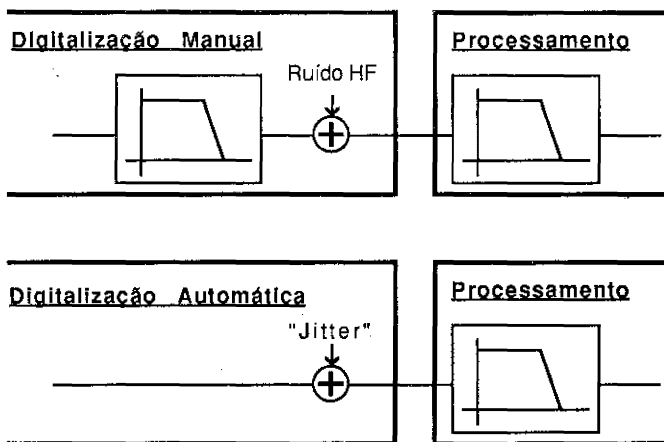 Digitalização Manual
Processamento
Ruído HF
Digitalização Automática
Processamento
"Jitter"